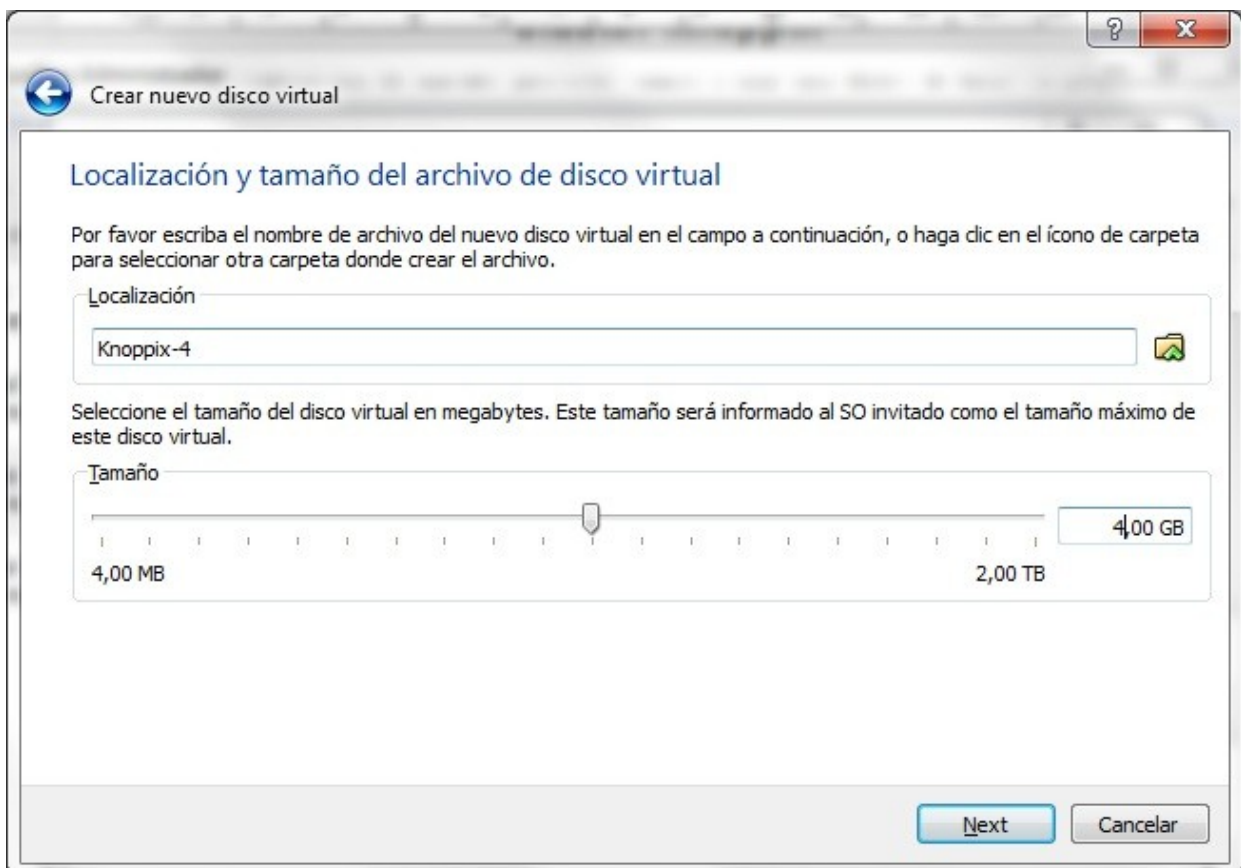 Crear nuevo disco virtual
Localización y tamaño del archivo de disco virtual
Por favor escriba el nombre de archivo del nuevo disco virtual en el campo a continuación, o haga clic en el ícono de carpeta
para seleccionar otra carpeta donde crear el archivo.
Localización
Knoppix-4
Seleccione el tamaño del disco virtual en megabytes. Este tamaño será informado al SO invitado como el tamaño máximo de
este disco virtual.
Tamaño
4,00 GB
4,00 MB 2,00 TB
Next Cancelar